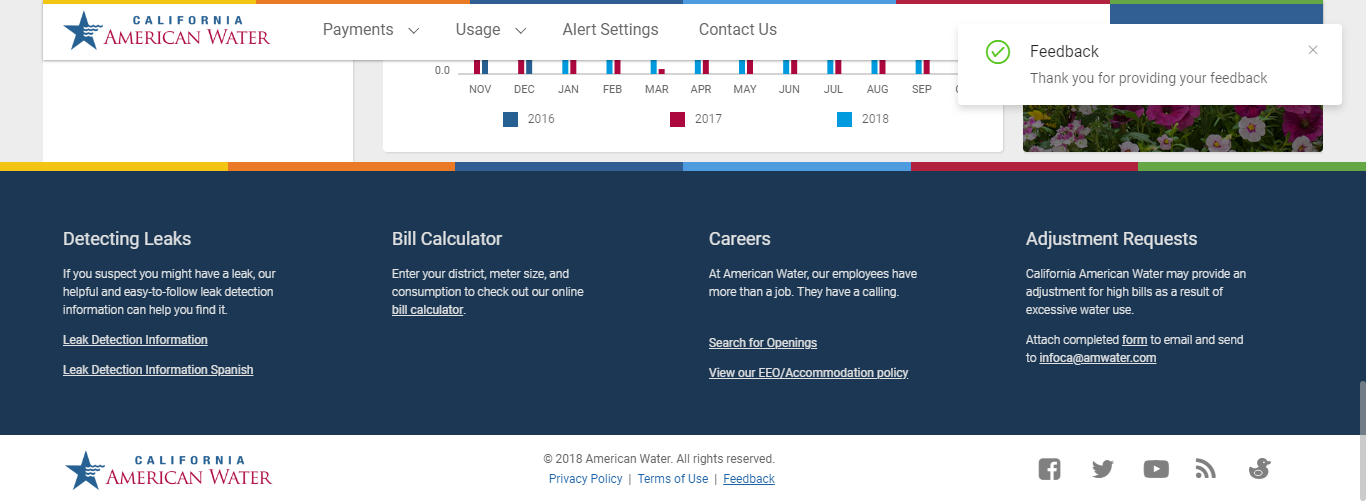 CALIFORNIA
AMERICAN WATER
Payments
Usage
Alert Settings
Contact Us
Feedback
Thank you for providing your feedback
0.0
NOV DEC JAN FEB MAR APR MAY JUN JUL AUG SEP
2016 2017 2018
Detecting Leaks
If you suspect you might have a leak, our
helpful and easy-to-follow leak detection
information can help you find it.
Leak Detection Information
Leak Detection Information Spanish
Bill Calculator
Enter your district, meter size, and
consumption to check out our online
bill calculator.
Careers
At American Water, our employees have
more than a job. They have a calling.
Search for Openings
View our EEO/Accommodation policy
Adjustment Requests
California American Water may provide an
adjustment for high bills as a result of
excessive water use.
Attach completed form to email and send
to infoca@amwater.com
CALIFORNIA
AMERICAN WATER
© 2018 American Water. All rights reserved.
Privacy Policy | Terms of Use | Feedback